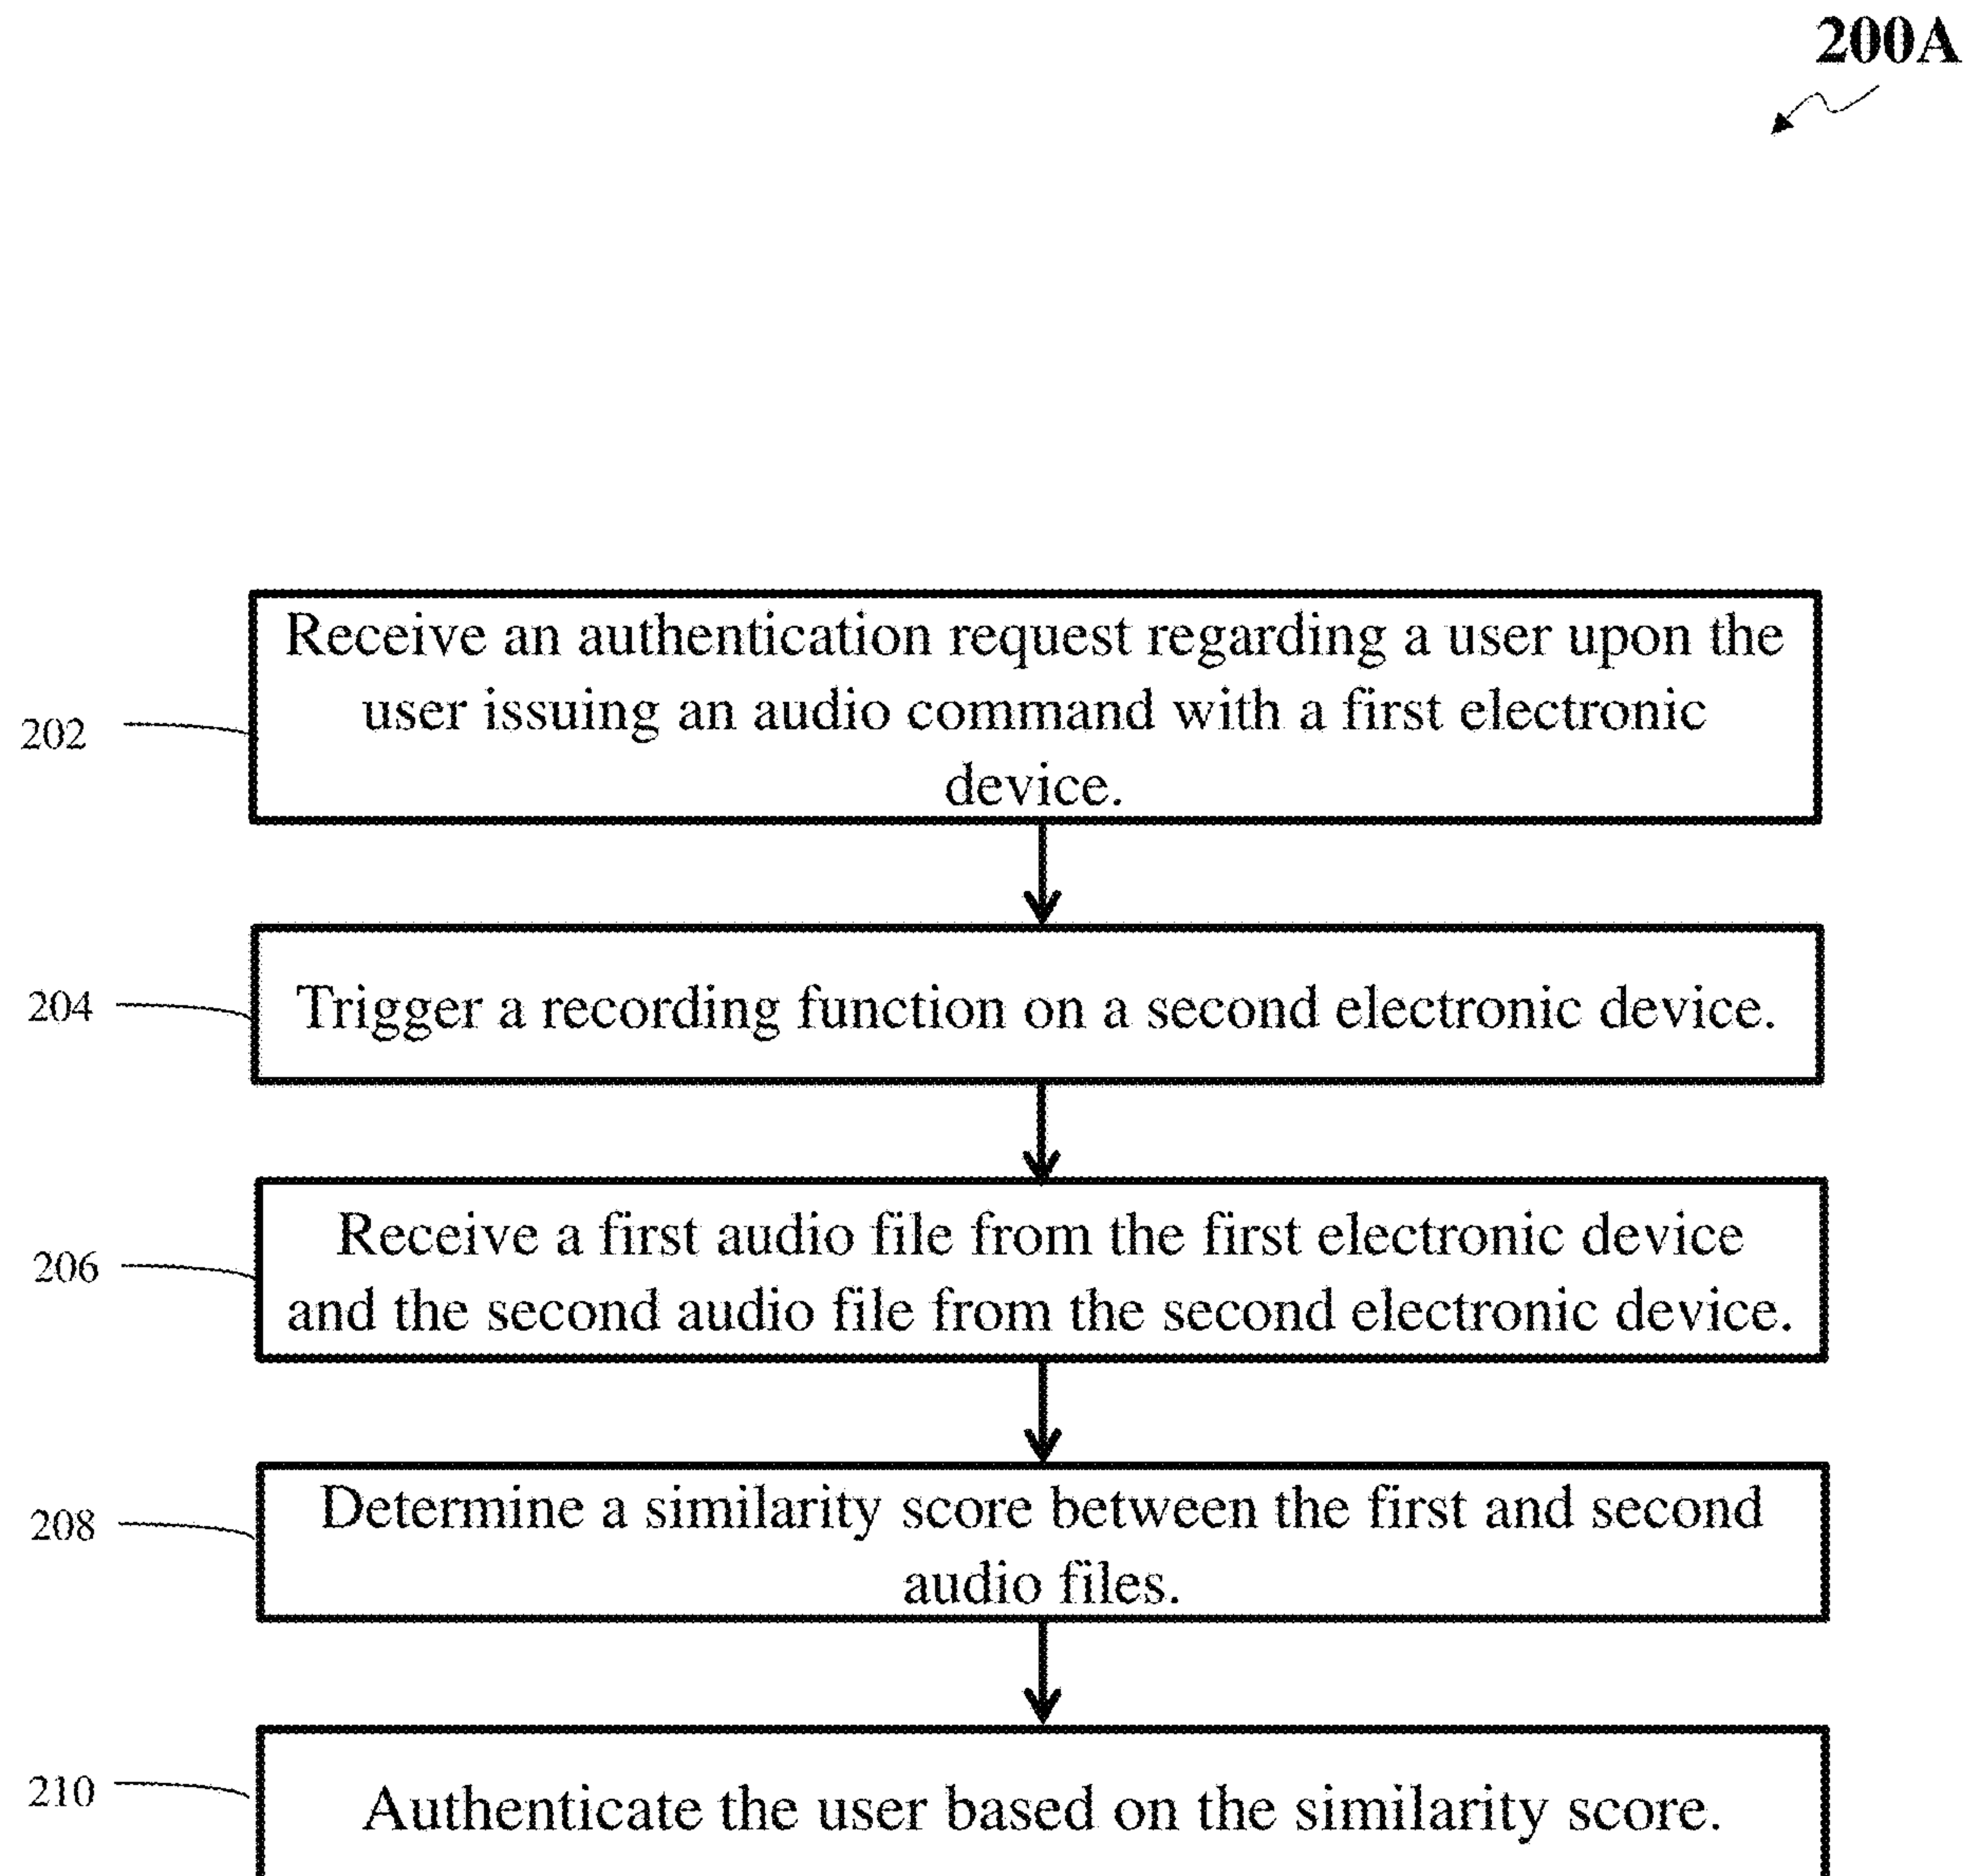 200A
202
Receive an authentication request regarding a user upon the
user issuing an audio command with a first electronic
device.
204
Trigger a recording function on a second electronic device.
206
Receive a first audio file from the first electronic device
and the second audio file from the second electronic device.
208
Determine a similarity score between the first and second
audio files.
210
Authenticate the user based on the similarity score.